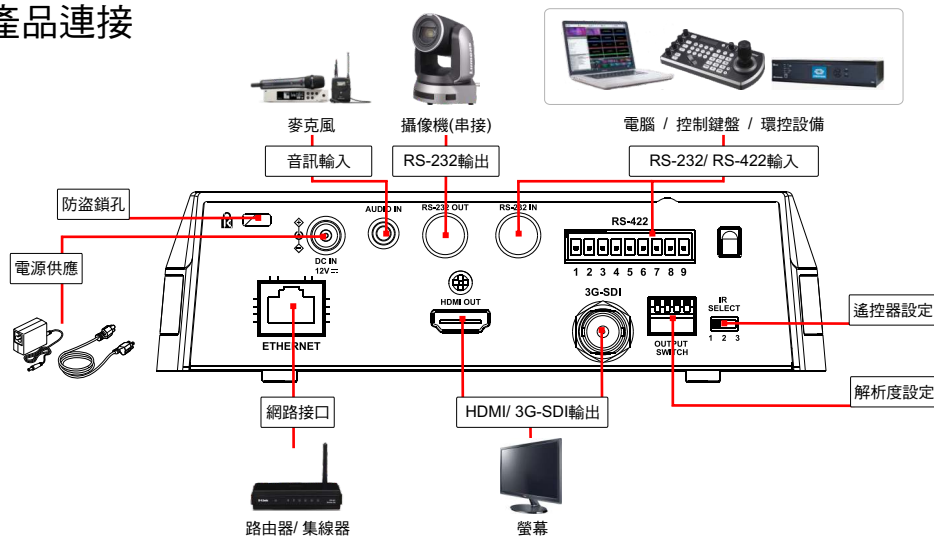 產品連接
麥克風
攝像機(串接)
電腦 / 控制鍵盤 / 環控設備
音訊輸入
RS-232輸出
RS-232/ RS-422輸入
防盜鎖孔
電源供應
AUDIO IN
RS-232 OUT
RS-232 IN
RS-422
1 2 3 4 5 6 7 8 9
DC IN
12V
ETHERNET
HDMI OUT
3G-SDI
OUTPUT
SWITCH
IR
SELECT
1 2 3
遙控器設定
解析度設定
網路接口
HDMI/ 3G-SDI輸出
路由器/ 集線器
螢幕